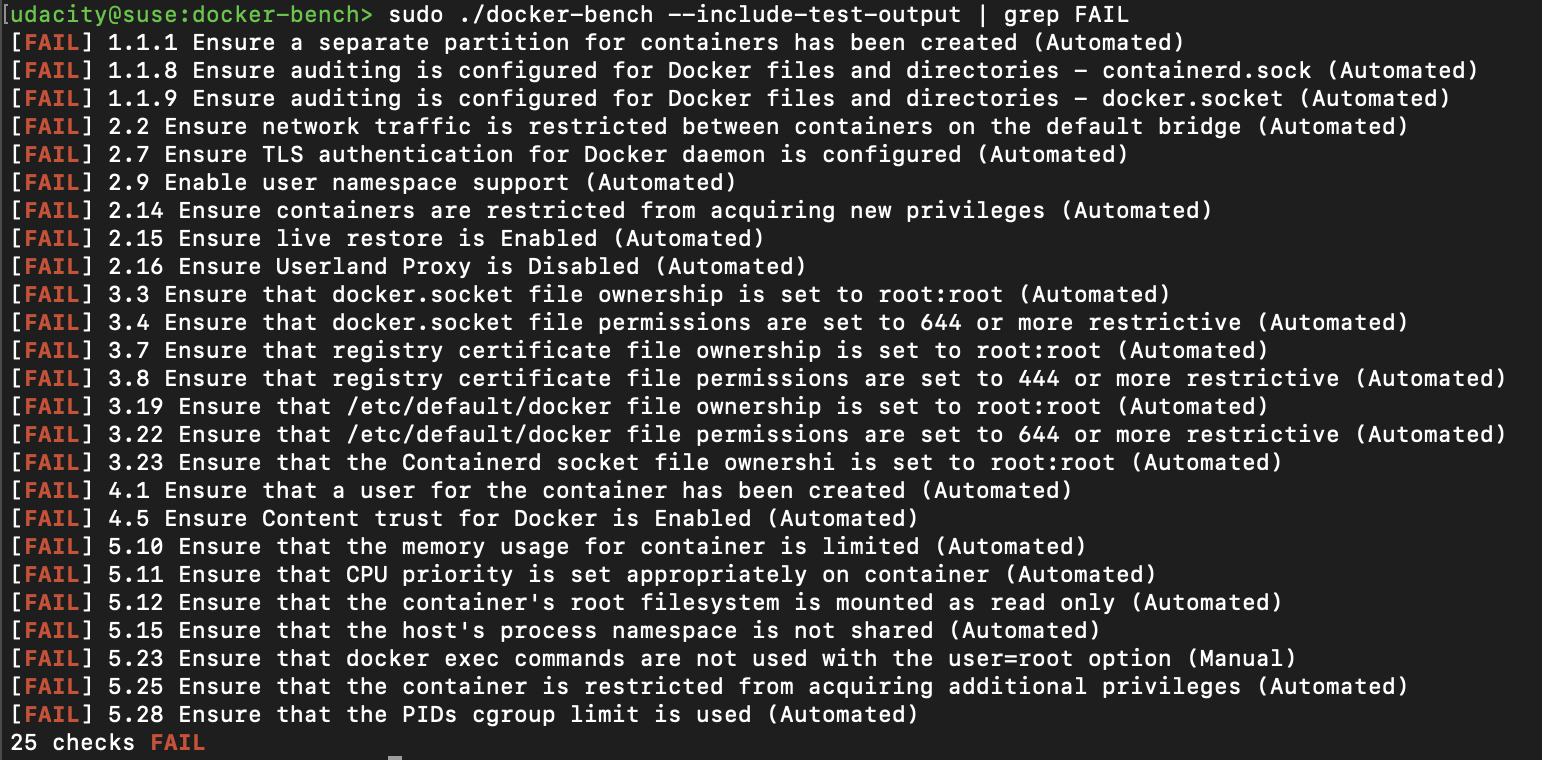 [udacity@suse:docker-bench> sudo ./docker-bench --include-test-output | grep FAIL
[FAIL] 1.1.1 Ensure a separate partition for containers has been created (Automated)
[FAIL] 1.1.8 Ensure auditing is configured for Docker files and directories - containerd.sock (Automated)
[FAIL] 1.1.9 Ensure auditing is configured for Docker files and directories - docker.socket (Automated)
[FAIL] 2.2 Ensure network traffic is restricted between containers on the default bridge (Automated)
[FAIL] 2.7 Ensure TLS authentication for Docker daemon is configured (Automated)
[FAIL] 2.9 Enable user namespace support (Automated)
[FAIL] 2.14 Ensure containers are restricted from acquiring new privileges (Automated)
[FAIL] 2.15 Ensure live restore is Enabled (Automated)
[FAIL] 2.16 Ensure Userland Proxy is Disabled (Automated)
[FAIL] 3.3 Ensure that docker.socket file ownership is set to root:root (Automated)
[FAIL] 3.4 Ensure that docker.socket file permissions are set to 644 or more restrictive (Automated)
[FAIL] 3.7 Ensure that registry certificate file ownership is set to root:root (Automated)
[FAIL] 3.8 Ensure that registry certificate file permissions are set to 444 or more restrictive (Automated)
[FAIL] 3.19 Ensure that /etc/default/docker file ownership is set to root:root (Automated)
[FAIL] 3.22 Ensure that /etc/default/docker file permissions are set to 644 or more restrictive (Automated)
[FAIL] 3.23 Ensure that the Containerd socket file ownershi is set to root:root (Automated)
[FAIL] 4.1 Ensure that a user for the container has been created (Automated)
[FAIL] 4.5 Ensure Content trust for Docker is Enabled (Automated)
[FAIL] 5.10 Ensure that the memory usage for container is limited (Automated)
[FAIL] 5.11 Ensure that CPU priority is set appropriately on container (Automated)
[FAIL] 5.12 Ensure that the container's root filesystem is mounted as read only (Automated)
[FAIL] 5.15 Ensure that the host's process namespace is not shared (Automated)
[FAIL] 5.23 Ensure that docker exec commands are not used with the user=root option (Manual)
[FAIL] 5.25 Ensure that the container is restricted from acquiring additional privileges (Automated)
[FAIL] 5.28 Ensure that the PIDs cgroup limit is used (Automated)
25 checks FAIL